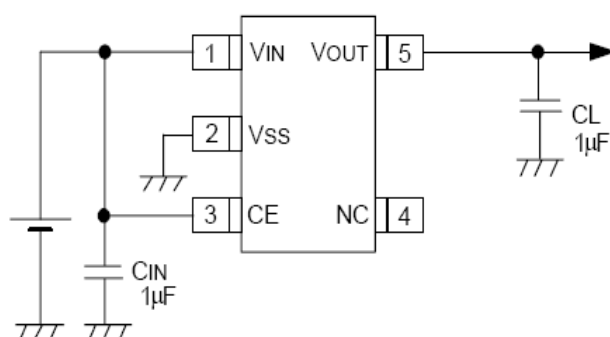 1 VIN VOUT 5
2 VSS
3 CE NC 4
CIN
1µF
CL
1µF